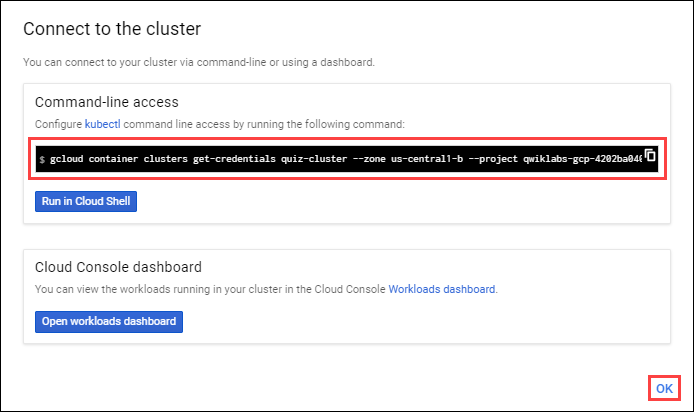 Connect to the cluster
You can connect to your cluster via command-line or using a dashboard.
Command-line access
Configure kubectl command line access by running the following command:
$ gcloud container clusters get-credentials quiz-cluster --zone us-central1-b --project qwiklabs-gcp-4202ba040
Run in Cloud Shell
Cloud Console dashboard
You can view the workloads running in your cluster in the Cloud Console Workloads dashboard.
Open workloads dashboard
OK